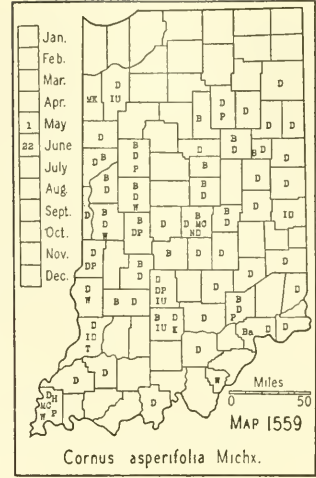 Jan.
Feb.
Mar.
Apr.
1 May
22 June
July
Aug.
Sept.
Oct.
Nov.
Dec.
D
D
IU
MK
D
D
P
D
B
D
D
D
B
D
P
D
B
D
B
D
D B
B
D
B
D
W
B
D
D
B
D
W
B
DP
D
D
B
MC
ND
B
D
ID
D
DP
B
D
B
D
D
D
D
W
B D
D
DP
IU
D
B
D
P
D
D
B
IU
D
K
Ba
D
D
D
ID
T
D
D
D
D
W
D
H
MC
P
W
Miles
0 50
MAP 1559
Cornus asperifolia Michx.